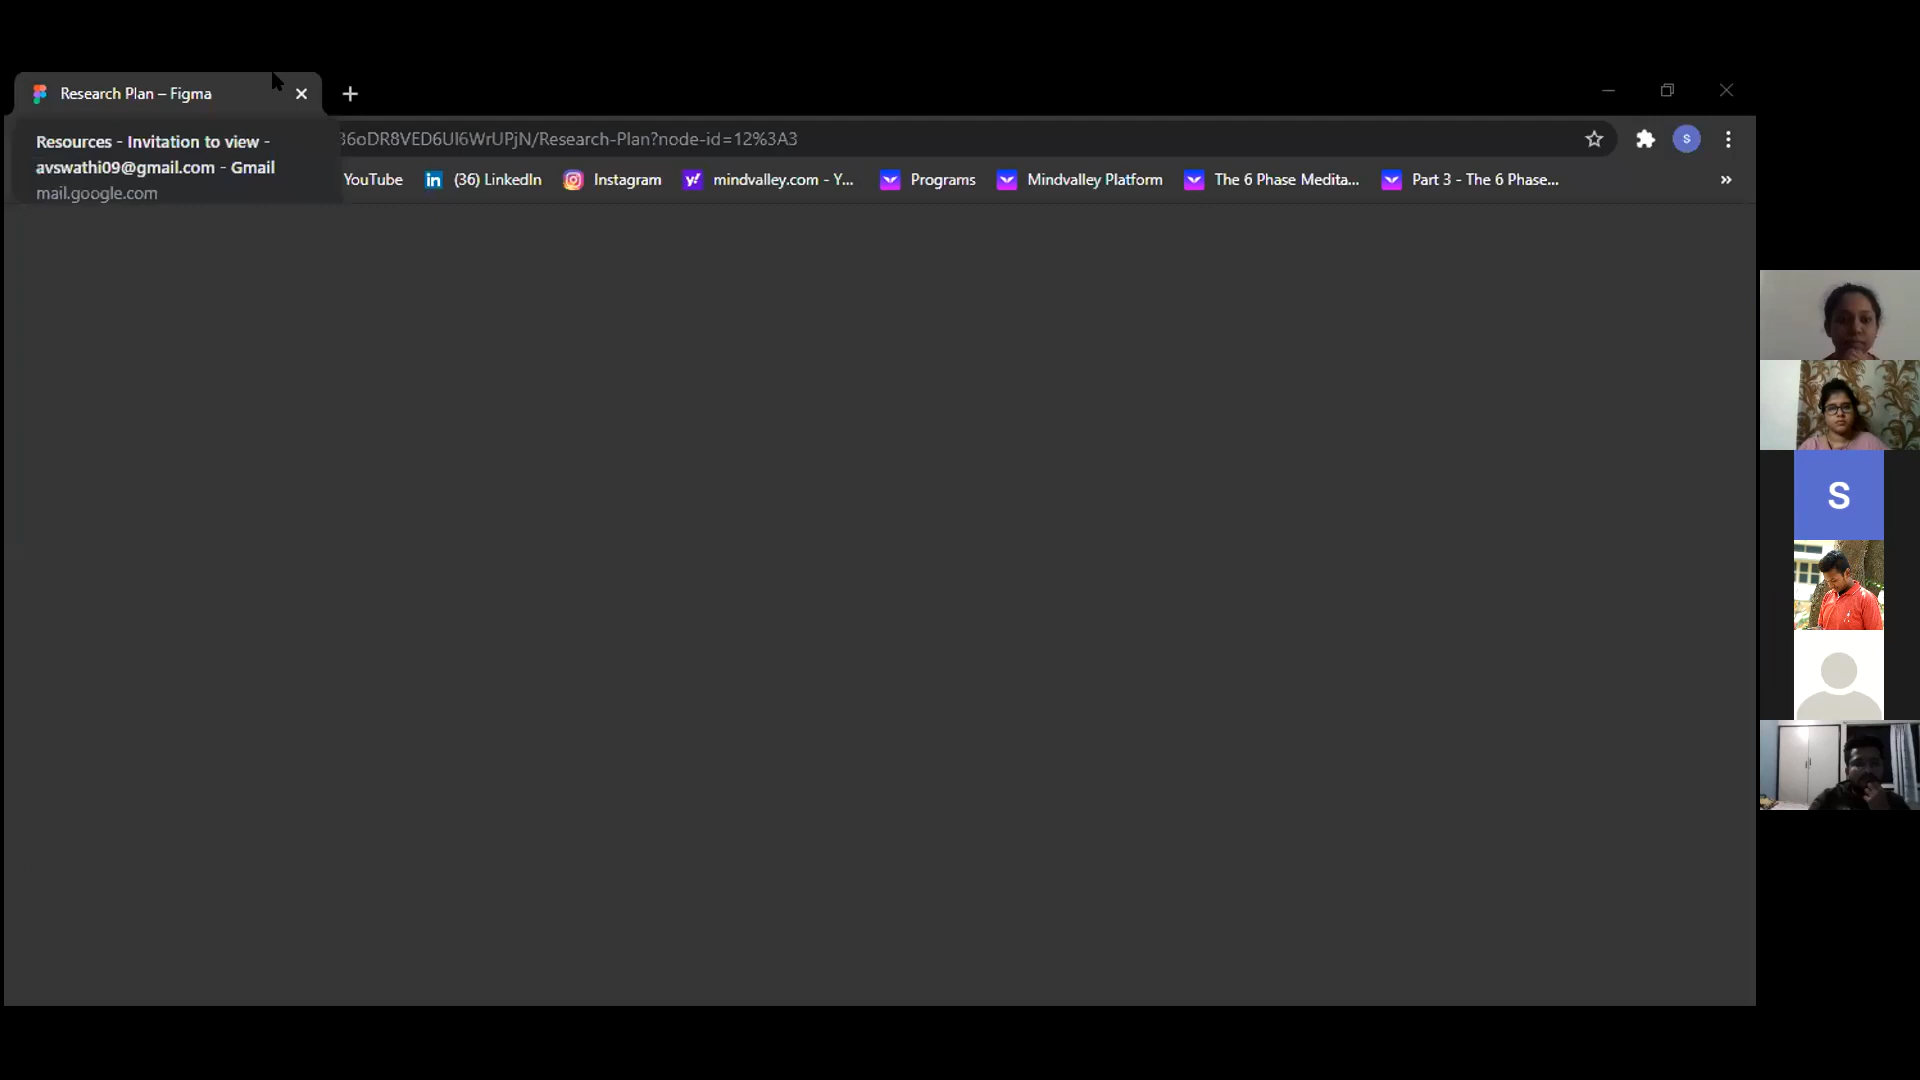 Research Plan – Figma
36oDR8VED6UI6WrUPjN/Research-Plan?node-id=12%3A3
S
Resources - Invitation to view -
avswathi09@gmail.com - Gmail
mail.google.com
YouTube
in (36) LinkedIn
Instagram
y! mindvalley.com - Y...
Programs
Mindvalley Platform
The 6 Phase Medita...
Part 3 - The 6 Phase...
»
S